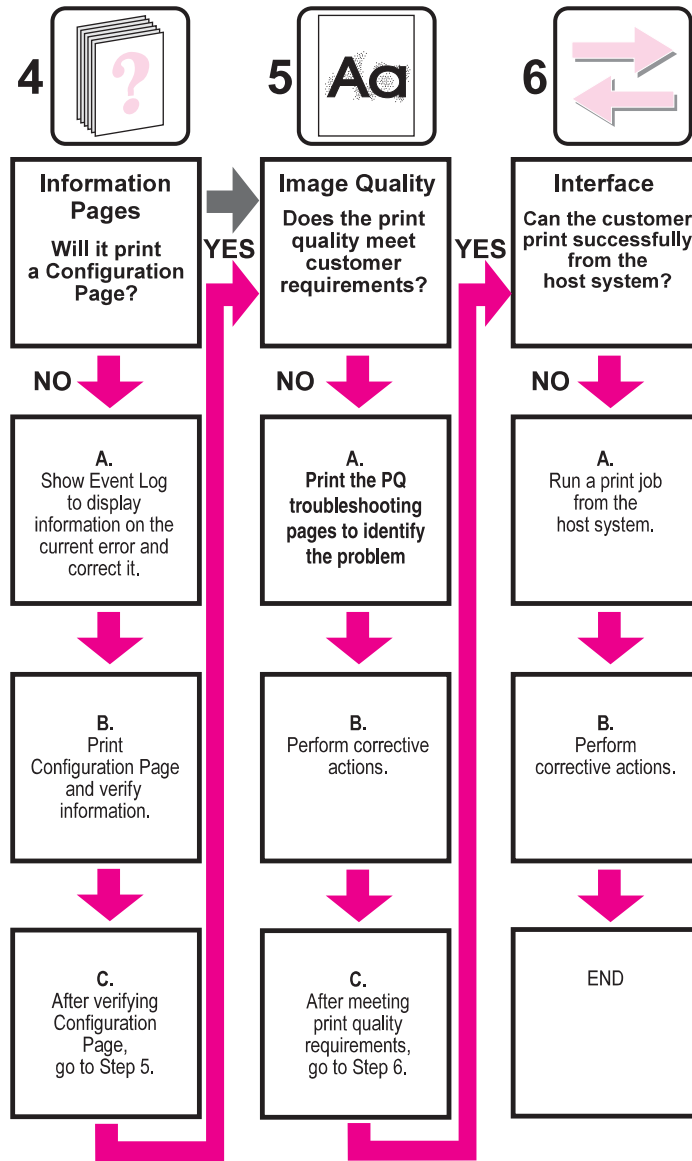 4
?
Information
Pages
Will it print
a Configuration
Page?
YES
NO
A.
Show Event Log
to display
information on the
current error and
correct it.
B.
Print
Configuration Page
and verify
information.
C.
After verifying
Configuration
Page,
go to Step 5.
5
Aa
Image Quality
Does the print
quality meet
customer
requirements?
YES
NO
A.
Print the PQ
troubleshooting
pages to identify
the problem
B.
Perform corrective
actions.
C.
After meeting
print quality
requirements,
go to Step 6.
6
Interface
Can the customer
print successfully
from the
host system?
NO
A.
Run a print job
from the
host system.
B.
Perform
corrective actions.
END